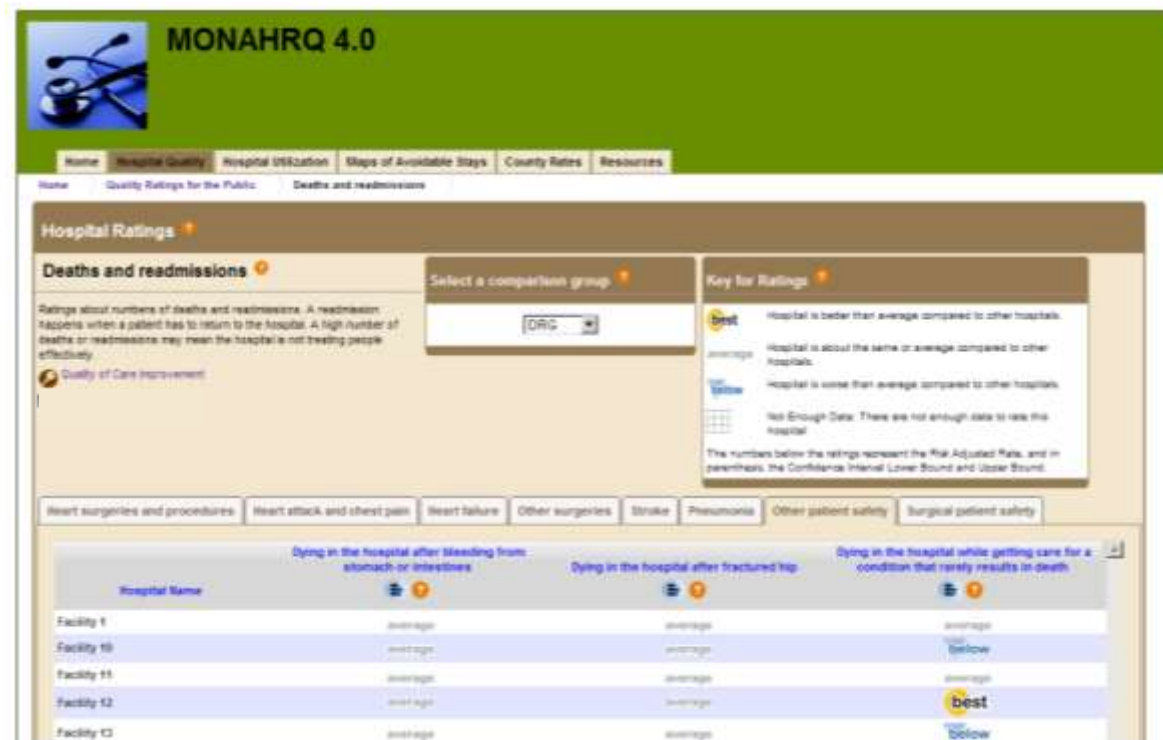 MONAHRQ 4.0
Home Hospital Quality Hospital Utilization Maps of Avoidable Stays County Rates Resources
Home Quality Ratings for the Public Deaths and readmissions
Hospital Ratings ?
Deaths and readmissions ?
Ratings about numbers of deaths and readmissions. A readmission
happens when a patient has to return to the hospital. A high number of
deaths or readmissions may mean the hospital is not treating people
effectively.
Quality of Care Improvement
Select a comparison group ?
DRG
Key for Ratings ?
best Hospital is better than average compared to other hospitals.
average Hospital is about the same or average compared to other
hospitals.
below Hospital is worse than average compared to other hospitals.
Not Enough Data: There are not enough data to rate this
hospital
The numbers below the ratings represent the Risk Adjusted Rate, and in
parenthesis, the Confidence Interval Lower Bound and Upper Bound.
Heart surgeries and procedures Heart attack and chest pain Heart failure Other surgeries Stroke Pneumonia Other patient safety Surgical patient safety
Hospital Name
Dying in the hospital after bleeding from
stomach or intestines
?
Dying in the hospital after fractured hip
?
Dying in the hospital while getting care for a
condition that rarely results in death
?
Facility 1 average average average
Facility 10 average average below
Facility 11 average average average
Facility 12 average average best
Facility 13 average average below